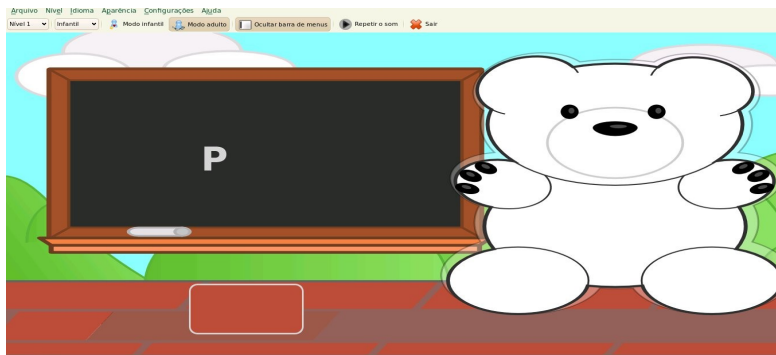 Arquivo Nível Idioma Aparência Configurações Ajuda
Nível 1 Infantil Modo infantil Modo adulto Ocultar barra de menus Repetir o som Sair
P